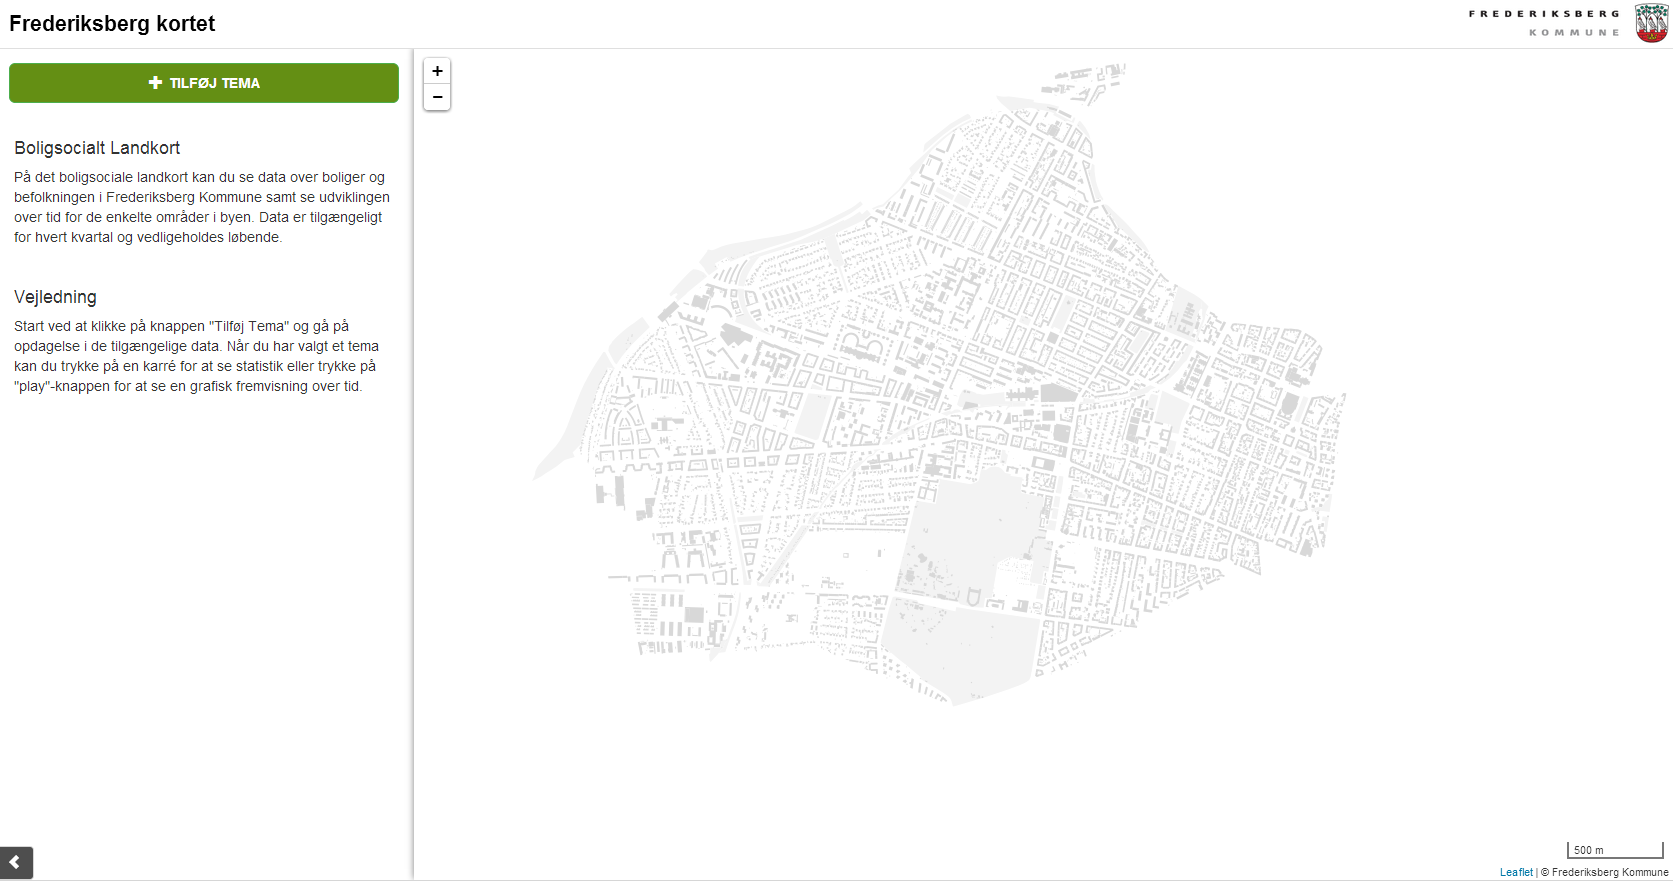 Frederiksberg kortet
FREDERIKSBERG
KOMMUNE
TILFØJ TEMA
+
−
Boligsocialt Landkort
På det boligsociale landkort kan du se data over boliger og
befolkningen i Frederiksberg Kommune samt se udviklingen
over tid for de enkelte områder i byen. Data er tilgængeligt
for hvert kvartal og vedligeholdes løbende.
Vejledning
Start ved at klikke på knappen "Tilføj Tema" og gå på
opdagelse i de tilgængelige data. Når du har valgt et tema
kan du trykke på en karré for at se statistik eller trykke på
"play"-knappen for at se en grafisk fremvisning over tid.
500 m
Leaflet | © Frederiksberg Kommune